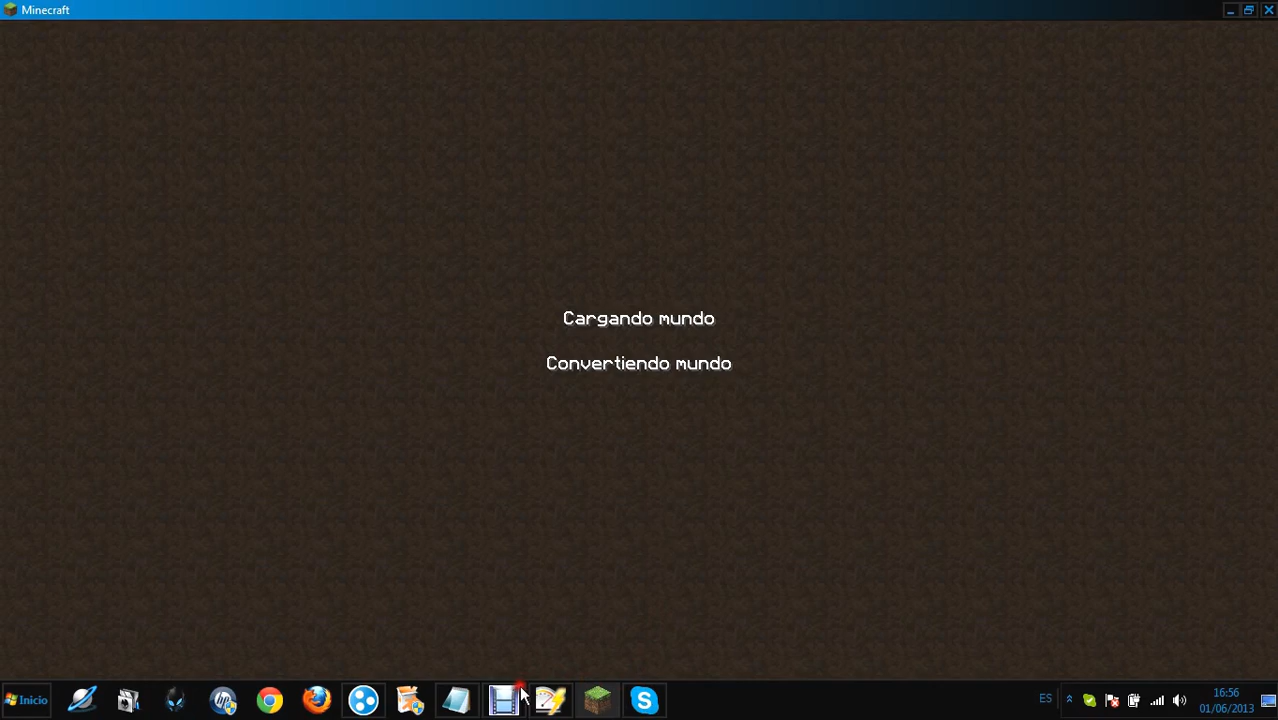 Minecraft
Cargando mundo
Convertiendo mundo
Inicio
ES
16:56
01/06/2013